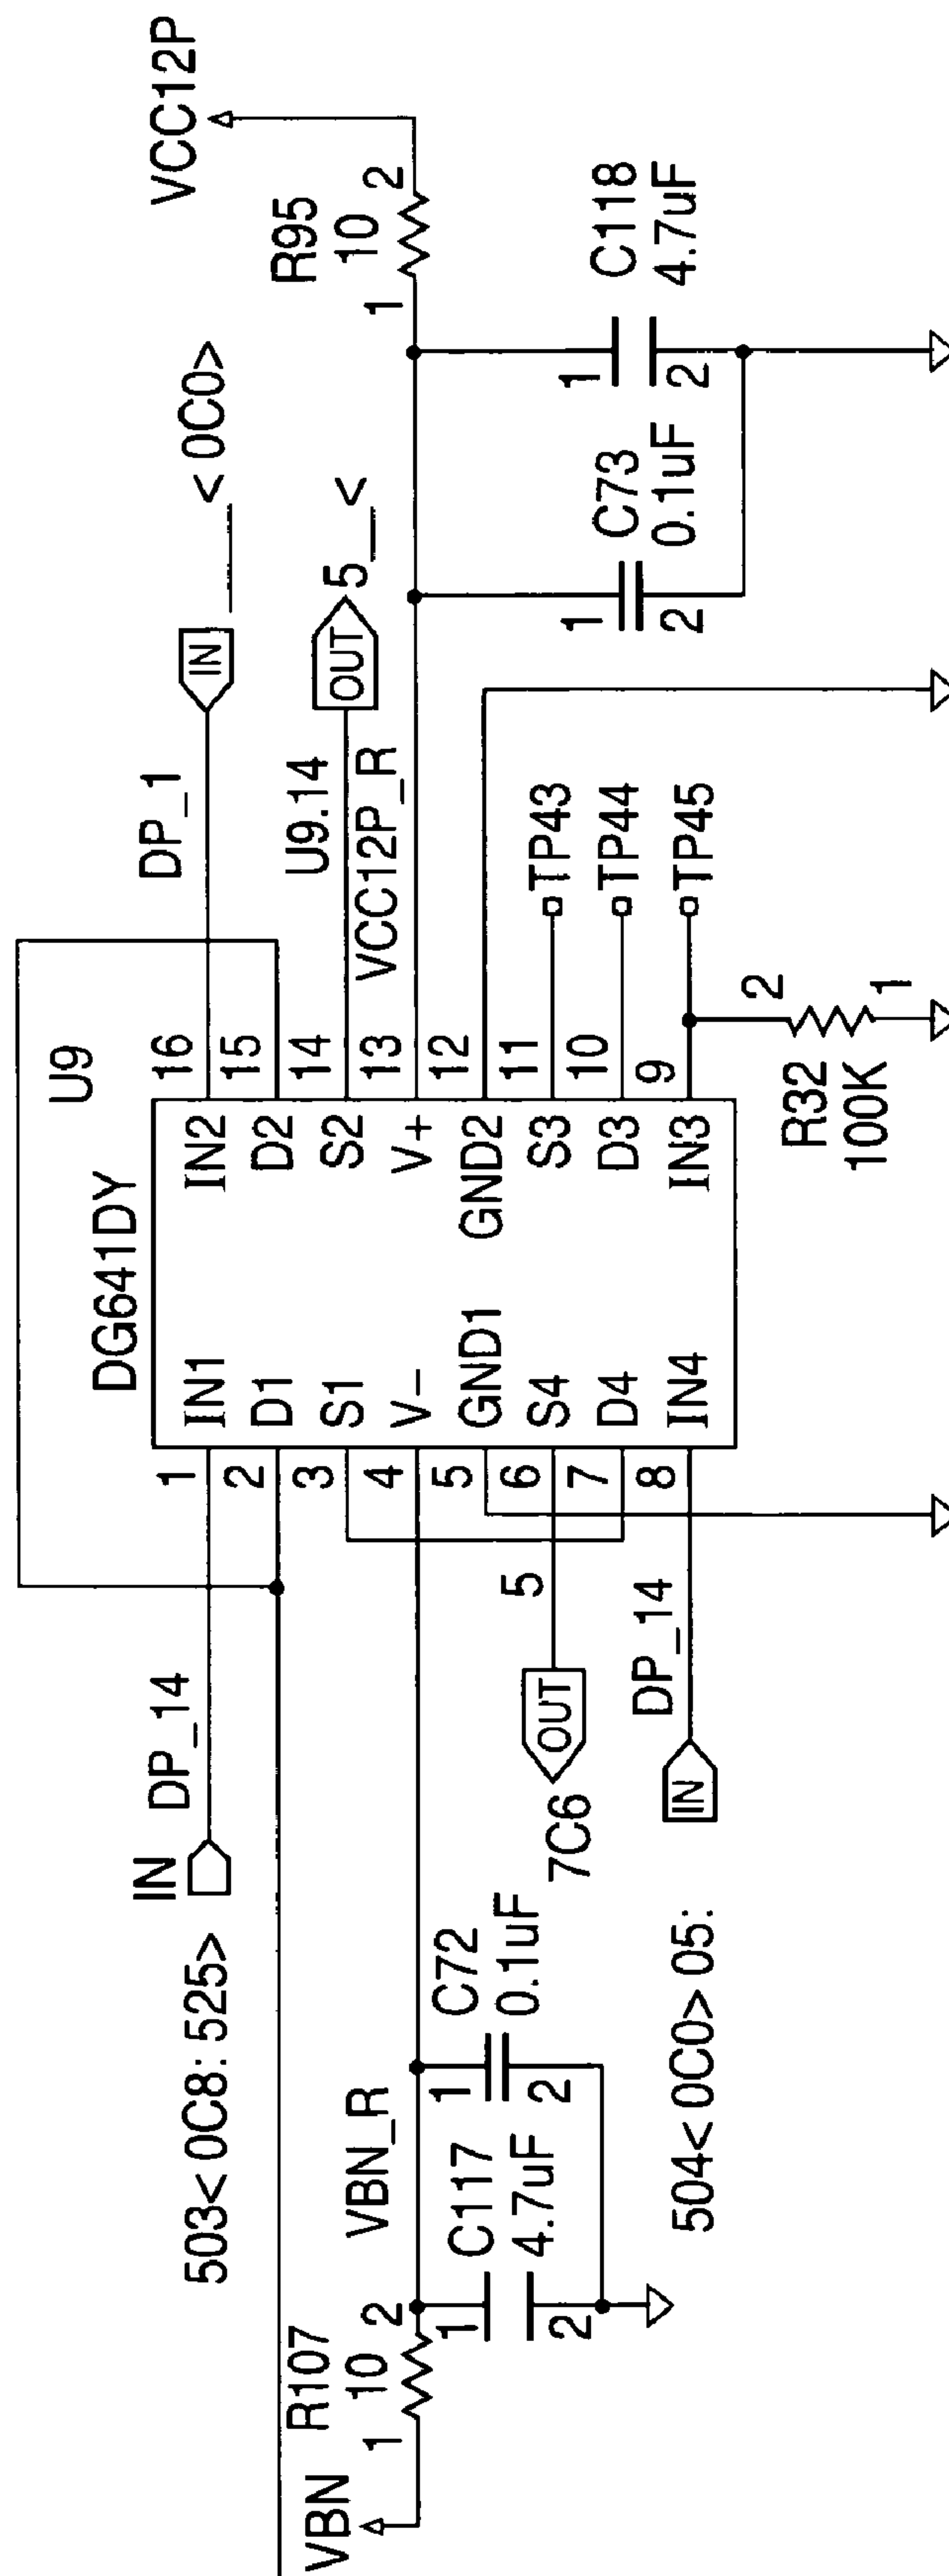 VCC12P
R95
10
1
2
C118
4.7uF
1
2
C73
0.1uF
1
2
< 0C0>
IN
DP_1
5_<
OUT
U9.14
VCC12P_R
U9
DG641DY
16
15
14
13
12
11
10
9
IN2
D2
S2
V+
GND2
S3
D3
IN3
TP43
TP44
TP45
2
1
R32
100K
IN1
D1
S1
V-
GND1
S4
D4
IN4
1
2
3
4
5
6
7
8
IN
DP_14
503< 0C8: 525>
5
OUT
7C6
DP_14
IN
504< 0C0> 05:
VBN
R107
10
1
2
VBN_R
C117
4.7uF
1
2
C72
0.1uF
1
2